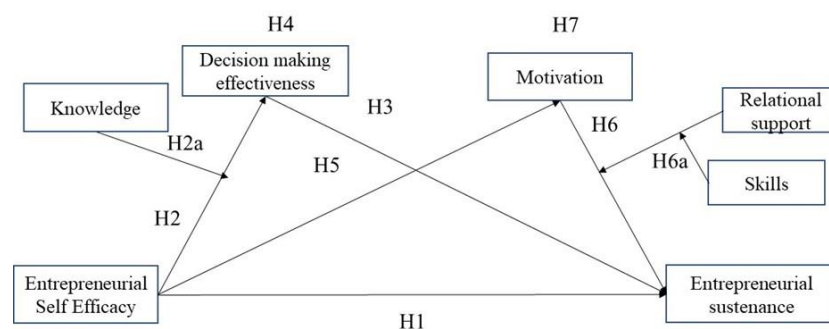 H4
H7
Decision making
effectiveness
Motivation
Knowledge
Relational
support
H3
H6
H2a
H5
H6a
Skills
H2
Entrepreneurial
Self Efficacy
Entrepreneurial
sustenance
H1